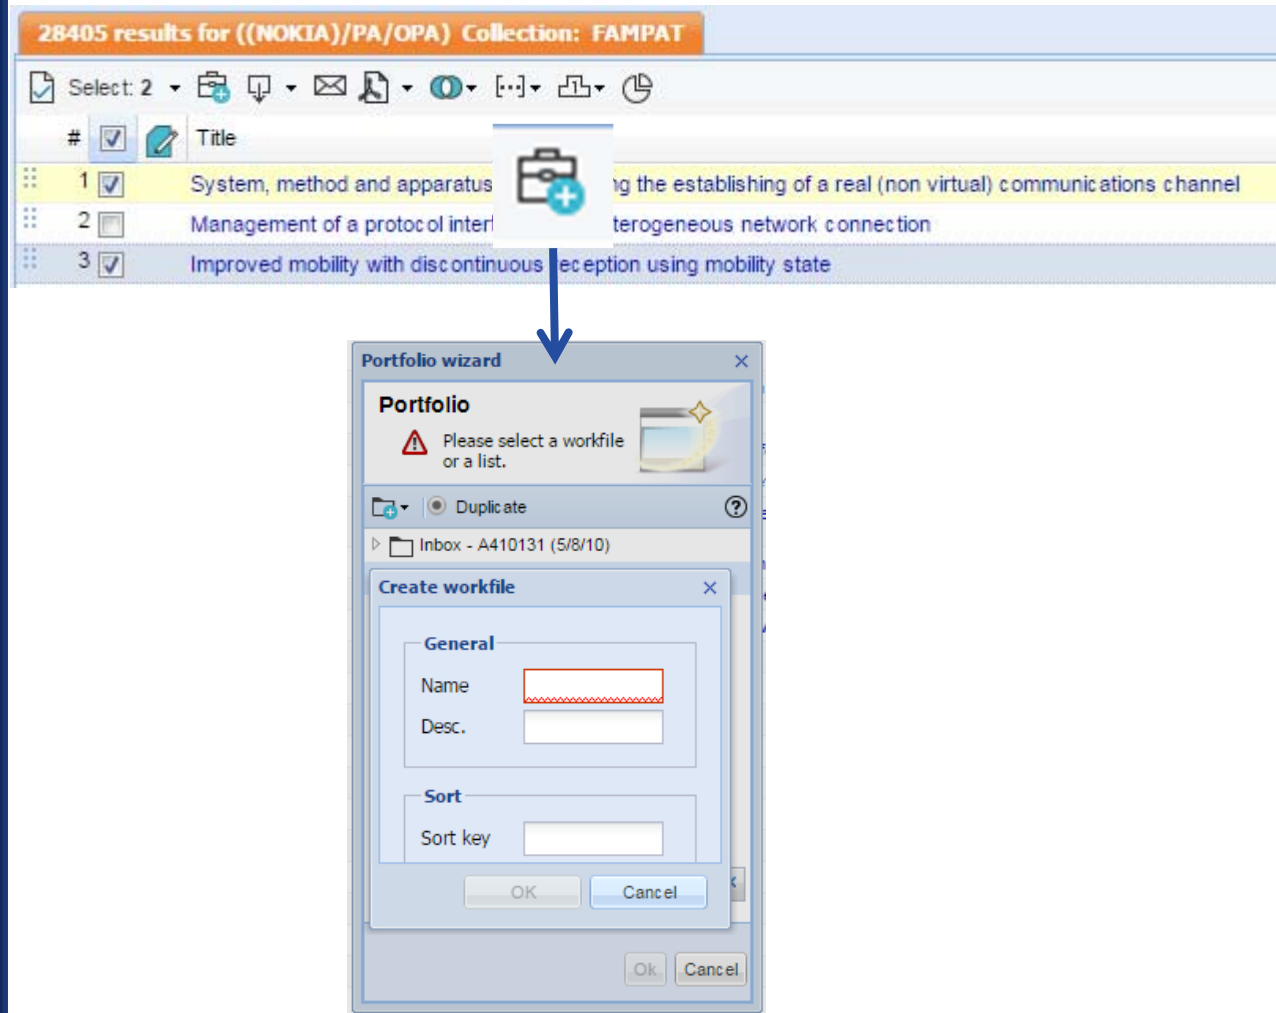 28405 results for ((NOKIA)/PA/OPA) Collection: FAMPAT
Select: 2
# Title
1 System, method and apparatus ng the establishing of a real (non virtual) communications channel
2 Management of a protocol interf terogeneous network connection
3 Improved mobility with discontinuous reception using mobility state
Portfolio wizard
Portfolio
Please select a workfile
or a list.
Duplicate
Inbox - A410131 (5/8/10)
Create workfile
General
Name
Desc.
Sort
Sort key
OK Cancel
Ok Cancel